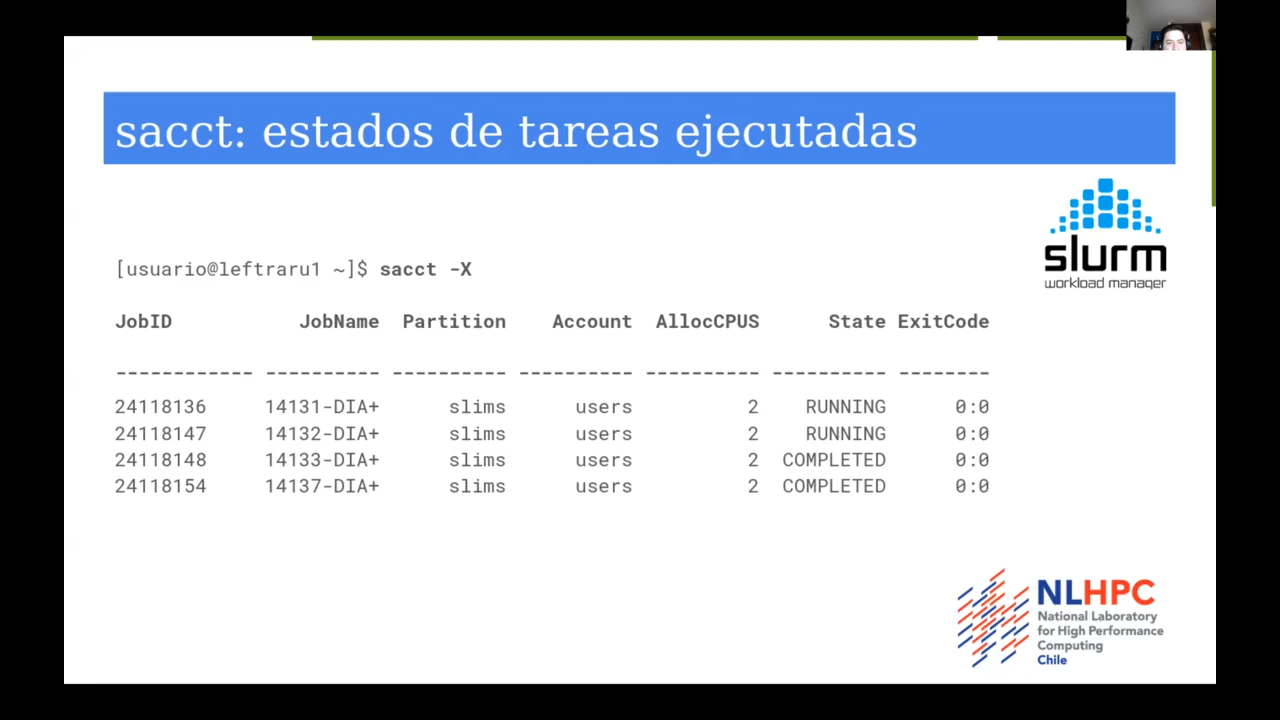 sacct: estados de tareas ejecutadas
slurm
workload manager
[usuario@leftraru1 ~]$ sacct -X
JobID JobName Partition Account AllocCPUS State ExitCode
------------ ---------- ---------- ---------- ---------- ---------- --------
24118136 14131-DIA+ slims users 2 RUNNING 0:0
24118147 14132-DIA+ slims users 2 RUNNING 0:0
24118148 14133-DIA+ slims users 2 COMPLETED 0:0
24118154 14137-DIA+ slims users 2 COMPLETED 0:0
NLHPC
National Laboratory
for High Performance
Computing
Chile